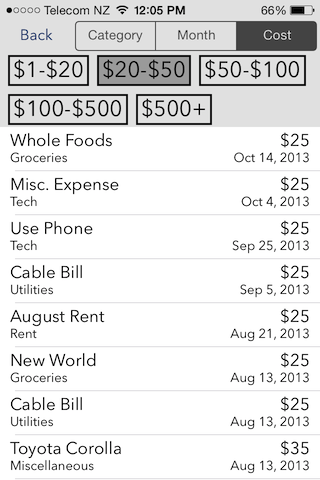 Telecom NZ 12:05 PM 66%
Back Category Month Cost
$1-$20 $20-$50 $50-$100
$100-$500 $500+
Whole Foods $25
Groceries Oct 14, 2013
Misc. Expense $25
Tech Oct 4, 2013
Use Phone $25
Tech Sep 25, 2013
Cable Bill $25
Utilities Sep 5, 2013
August Rent $25
Rent Aug 21, 2013
New World $25
Groceries Aug 13, 2013
Cable Bill $25
Utilities Aug 13, 2013
Toyota Corolla $35
Miscellaneous Aug 13, 2013